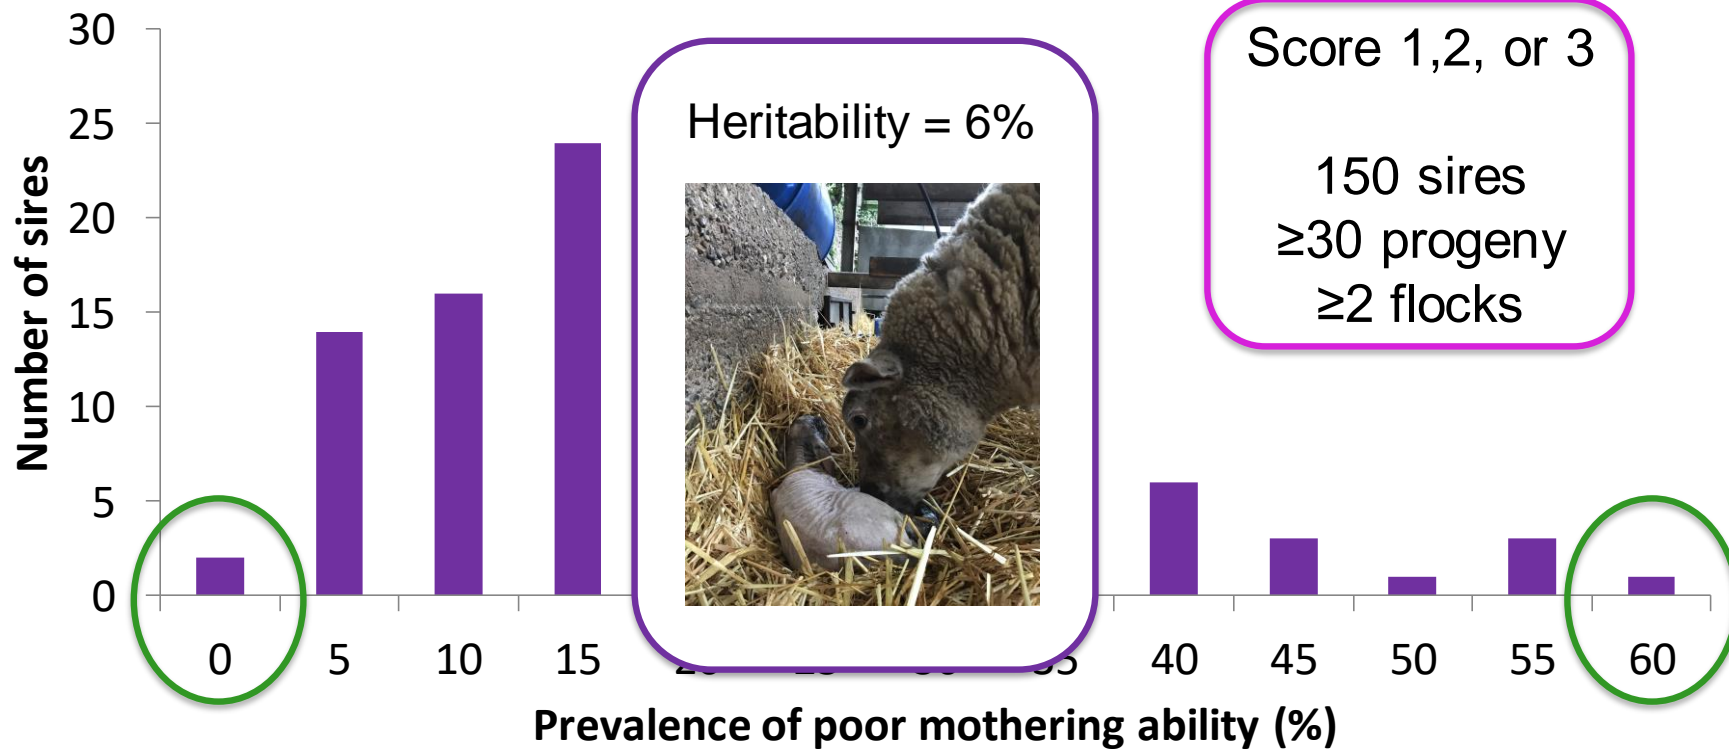 30
25
20
15
10
5
0
Number of sires
Heritability = 6%
Score 1,2, or 3
150 sires
≥30 progeny
≥2 flocks
0 5 10 15 40 45 50 55 60
Prevalence of poor mothering ability (%)